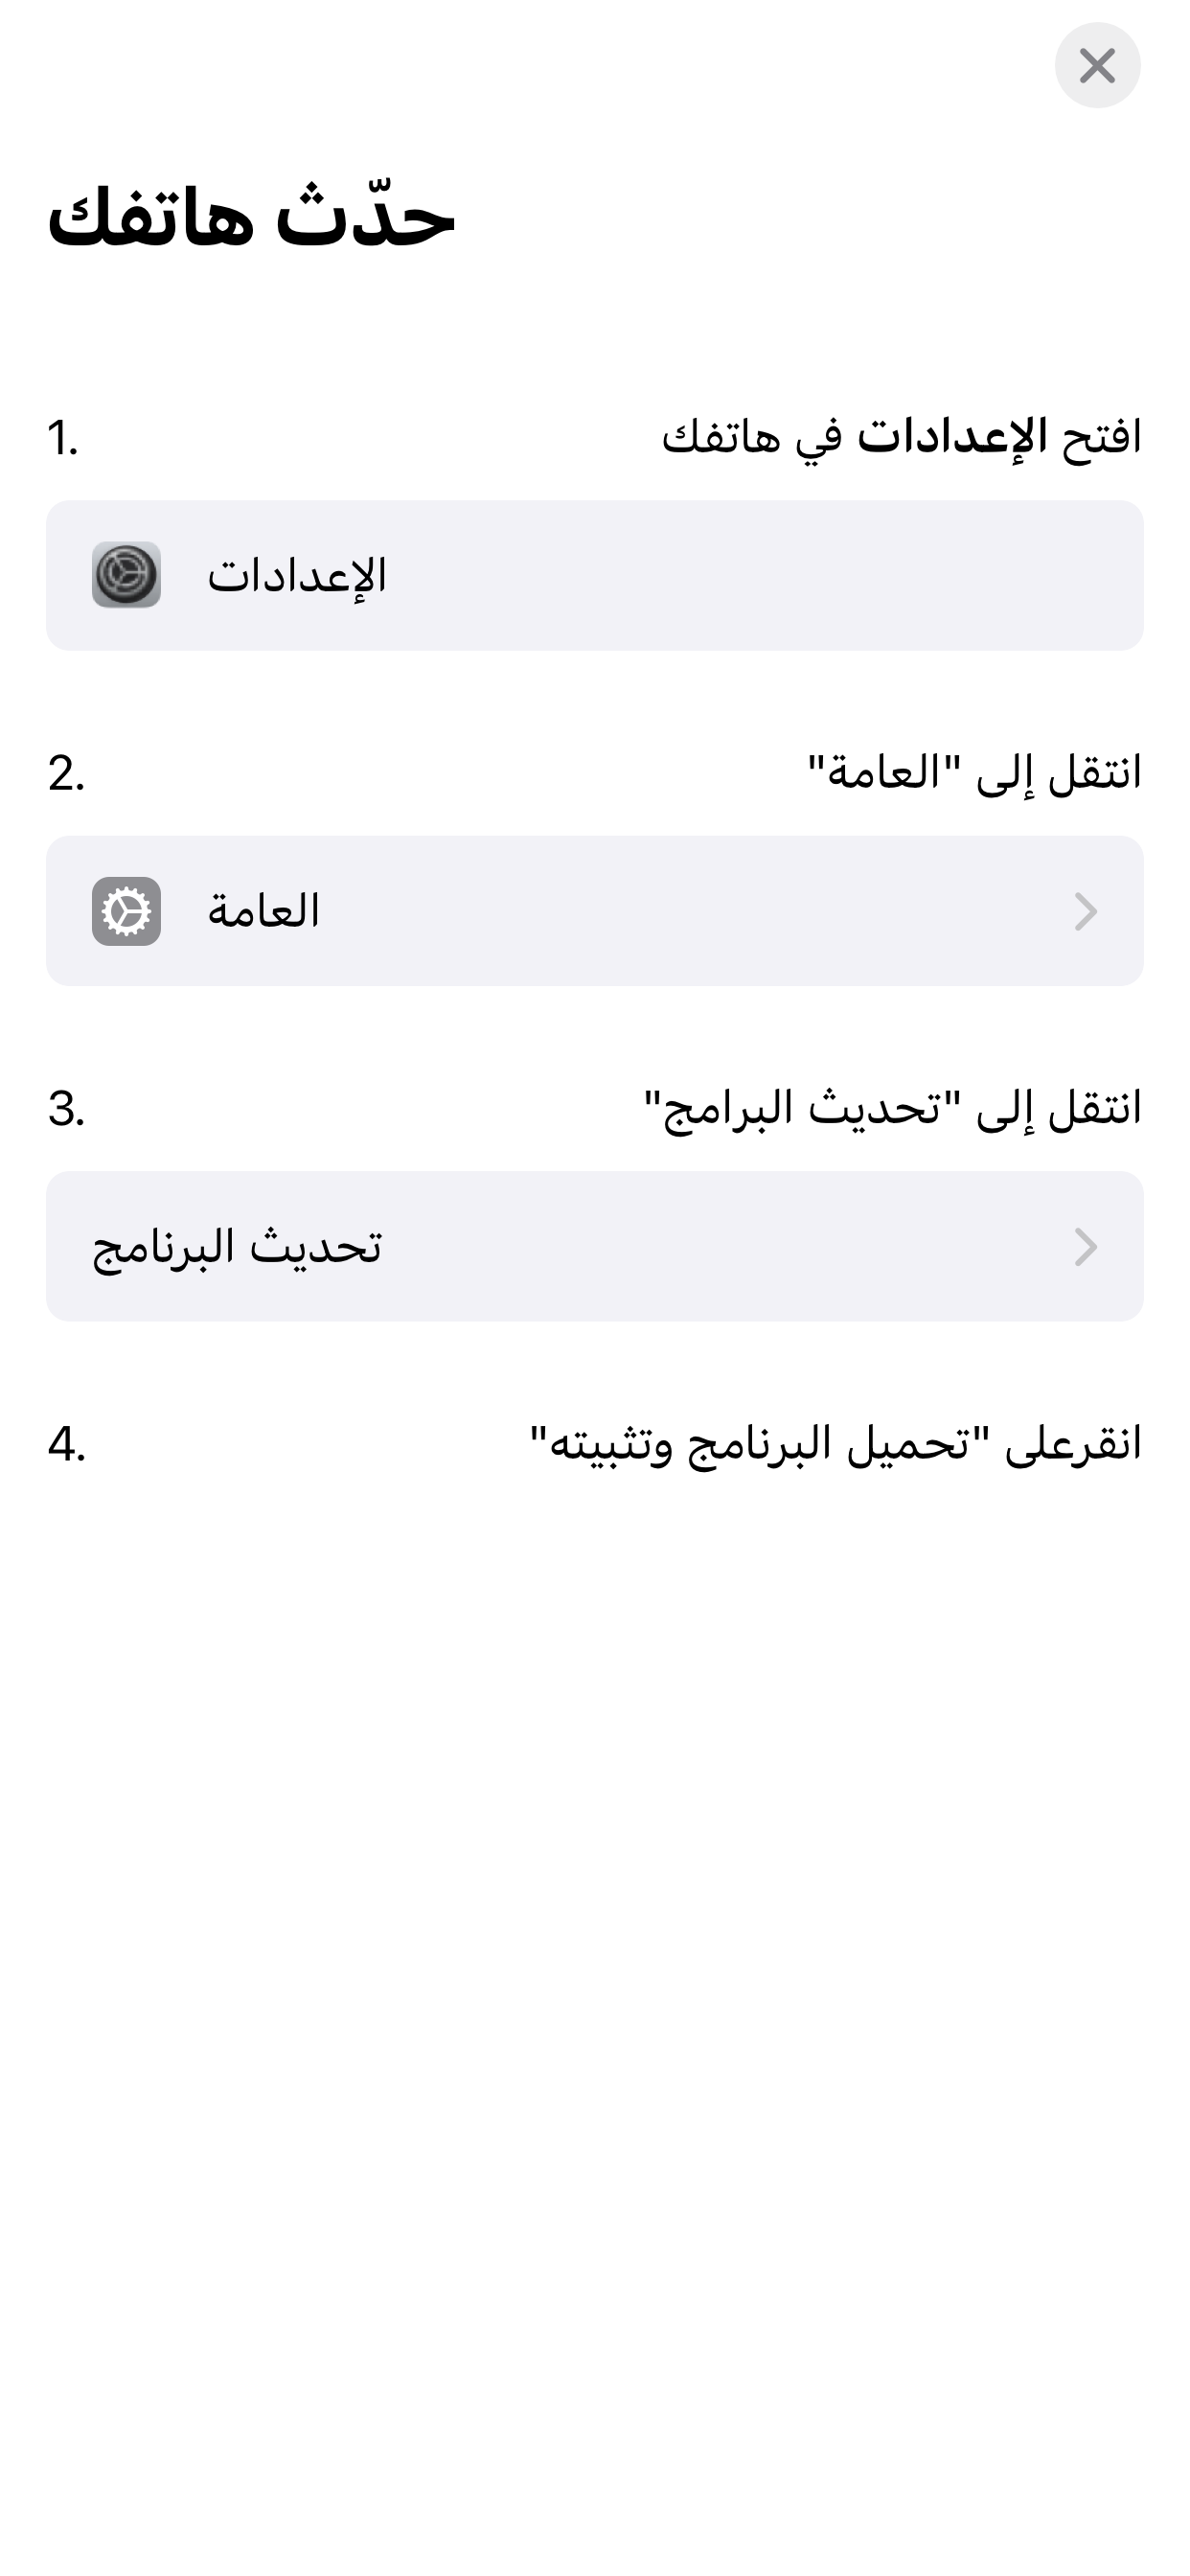 حدّث هاتفك
1. افتح الإعدادات في هاتفك
الإعدادات
2. انتقل إلى "العامة"
العامة
3. انتقل إلى "تحديث البرامج"
تحديث البرنامج
4. انقرعلى "تحميل البرنامج وتثبيته"